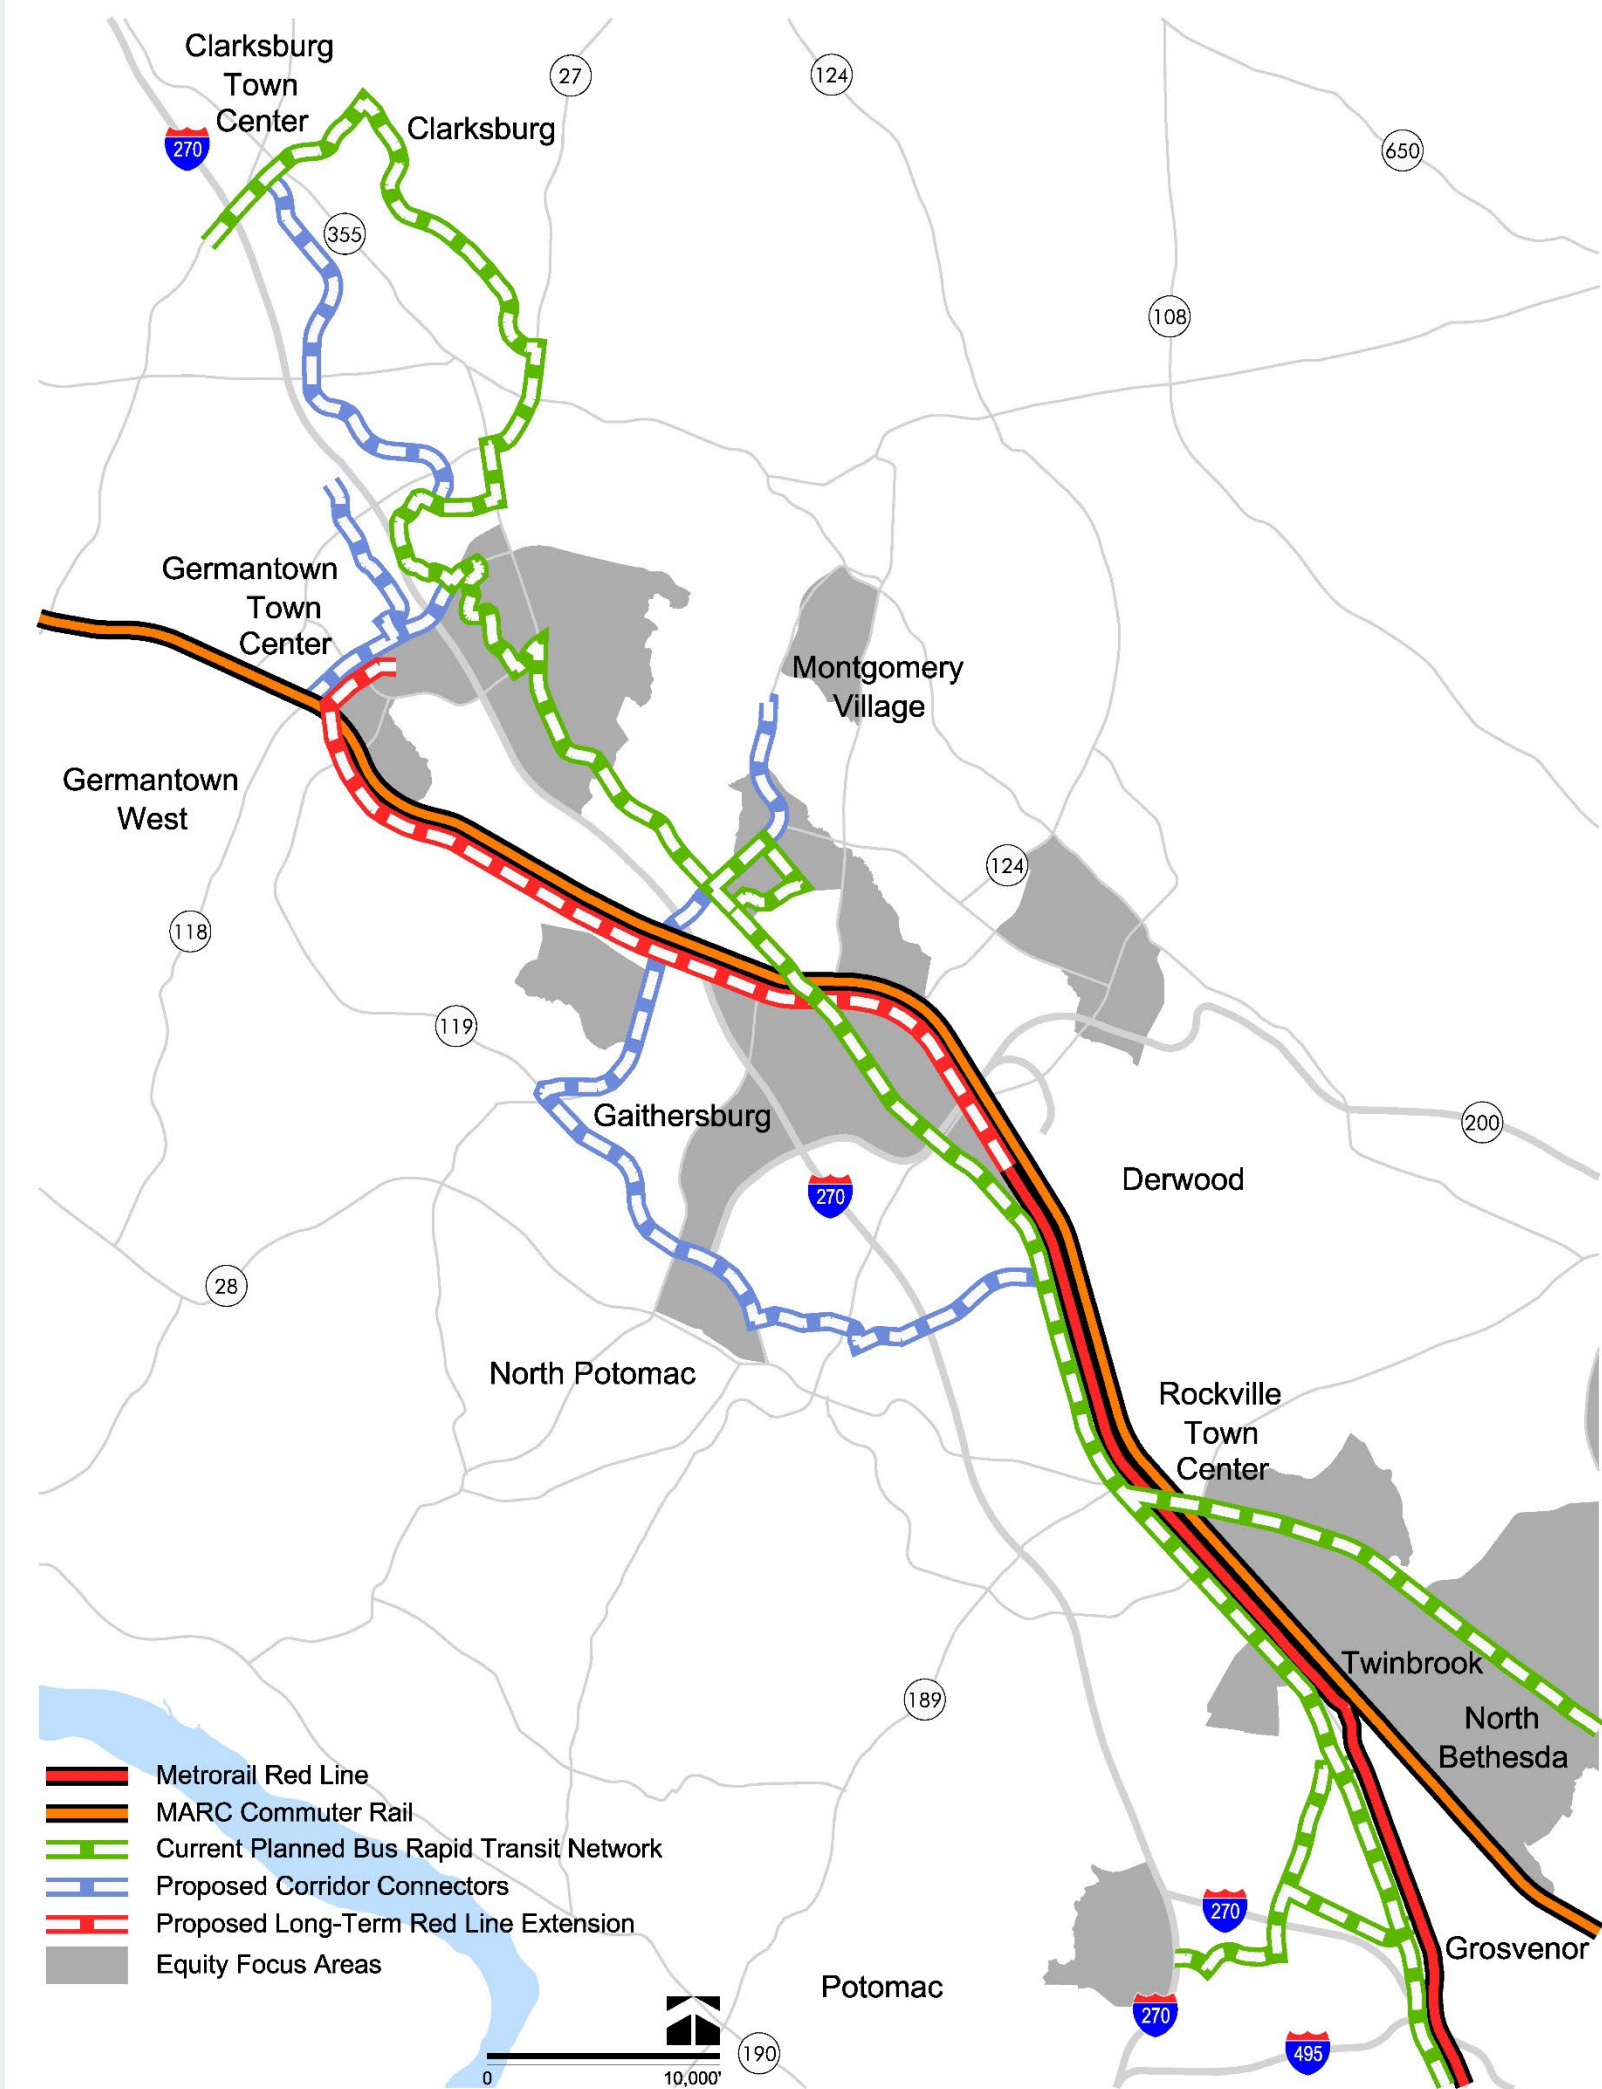 Clarksburg
Town
Center
27
124
Clarksburg
270
650
355
108
Germantown
Town
Center
Montgomery
Village
Germantown
West
124
118
119
Gaithersburg
200
Derwood
270
28
North Potomac
Rockville
Town
Center
Twinbrook
189
North
Bethesda
Metrorail Red Line
MARC Commuter Rail
Current Planned Bus Rapid Transit Network
Proposed Corridor Connectors
Proposed Long-Term Red Line Extension
Equity Focus Areas
270
Grosvenor
Potomac
270
495
190
0
10,000'